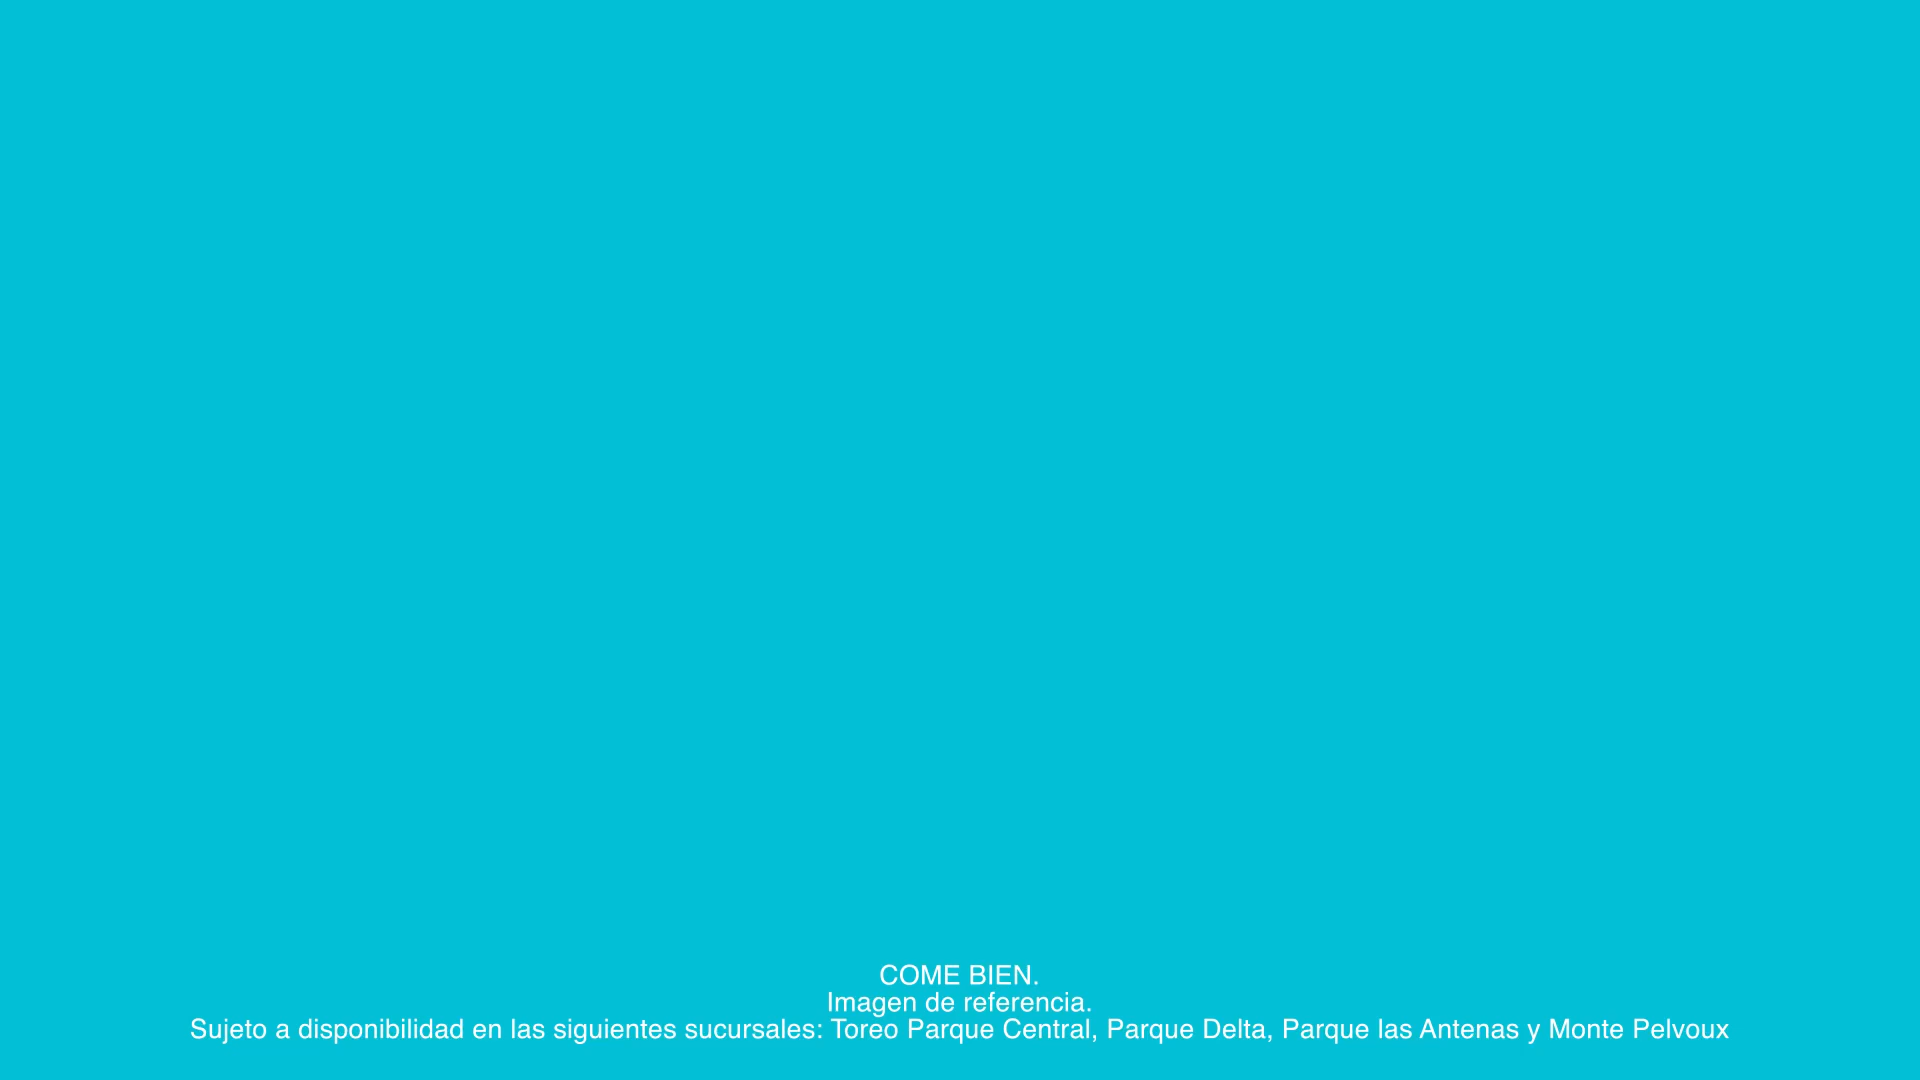 COME BIEN.
Imagen de referencia.
Sujeto a disponibilidad en las siguientes sucursales: Toreo Parque Central, Parque Delta, Parque las Antenas y Monte Pelvoux